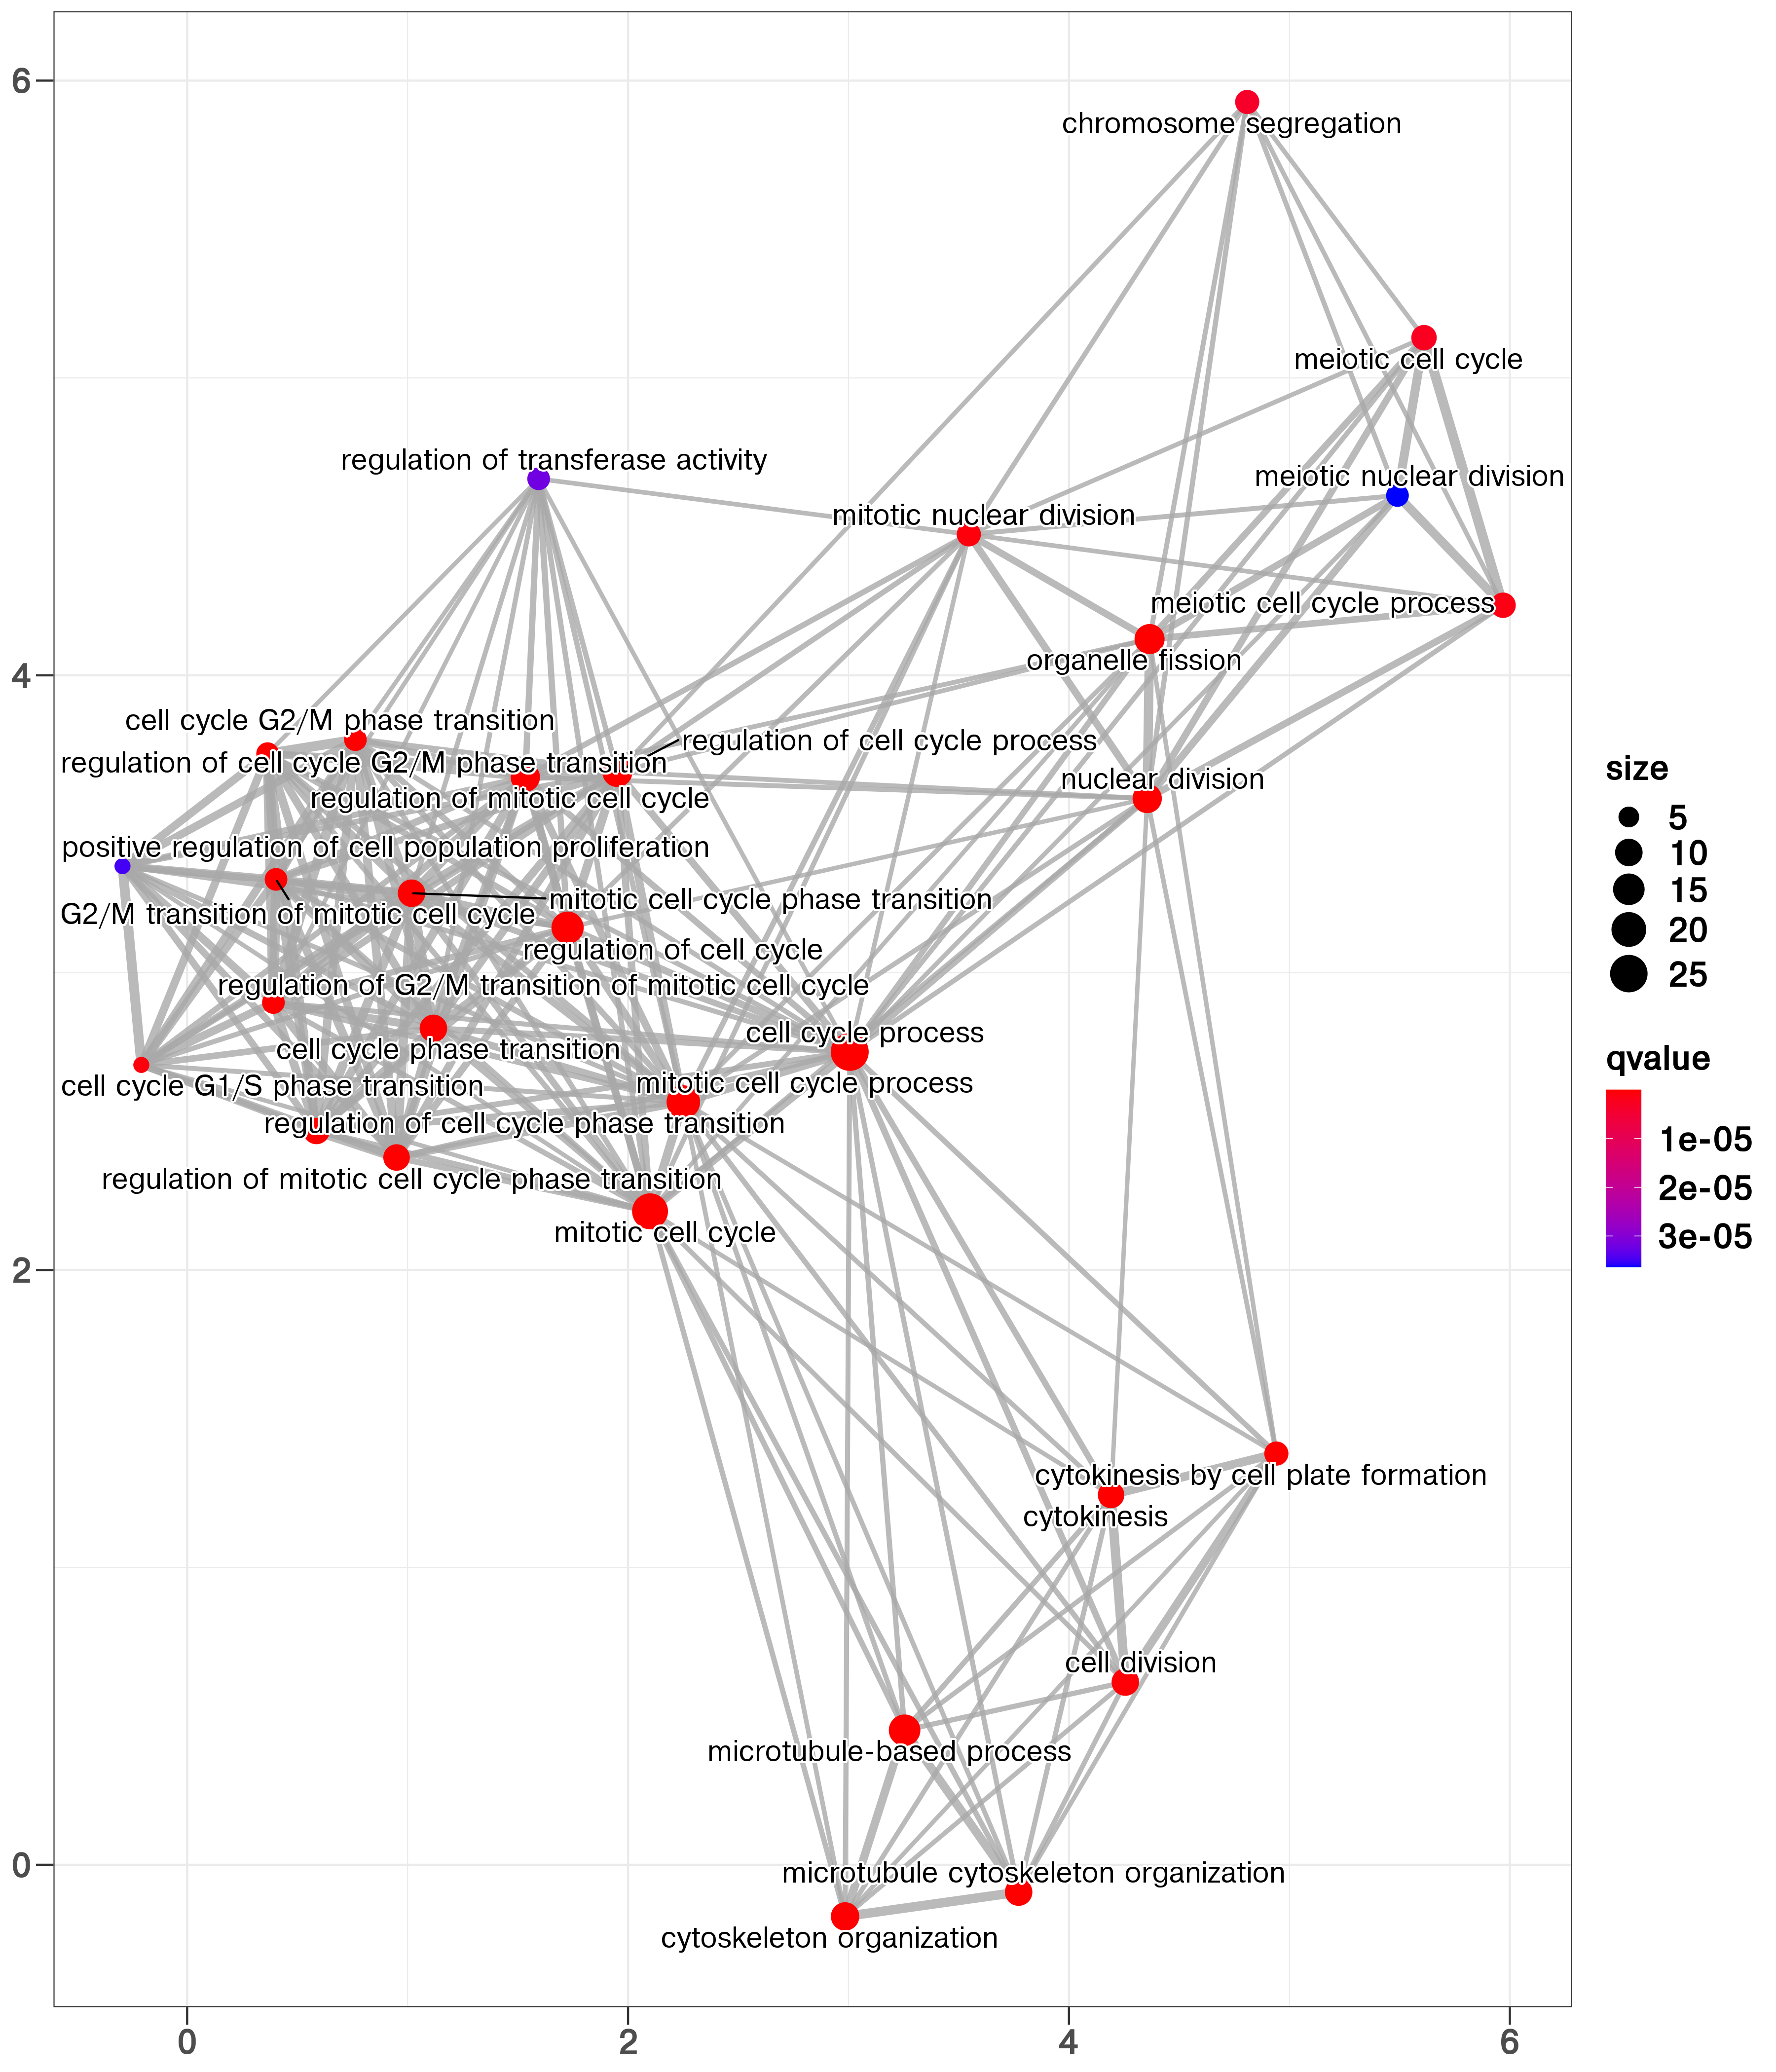 6
chromosome segregation
meiotic cell cycle
regulation of transferase activity
meiotic nuclear division
mitotic nuclear division
meiotic cell cycle process
organelle fission
4
cell cycle G2/M phase transition
regulation of cell cycle process
regulation of cell cycle G2/M phase transition
nuclear division
regulation of mitotic cell cycle
positive regulation of cell population proliferation
mitotic cell cycle phase transition
G2/M transition of mitotic cell cycle
regulation of cell cycle
regulation of G2/M transition of mitotic cell cycle
cell cycle process
cell cycle phase transition
mitotic cell cycle process
cell cycle G1/S phase transition
regulation of cell cycle phase transition
regulation of mitotic cell cycle phase transition
mitotic cell cycle
2
cytokinesis by cell plate formation
cytokinesis
cell division
microtubule-based process
0
microtubule cytoskeleton organization
cytoskeleton organization
0 2 4 6
size
5
10
15
20
25
qvalue
1e-05
2e-05
3e-05